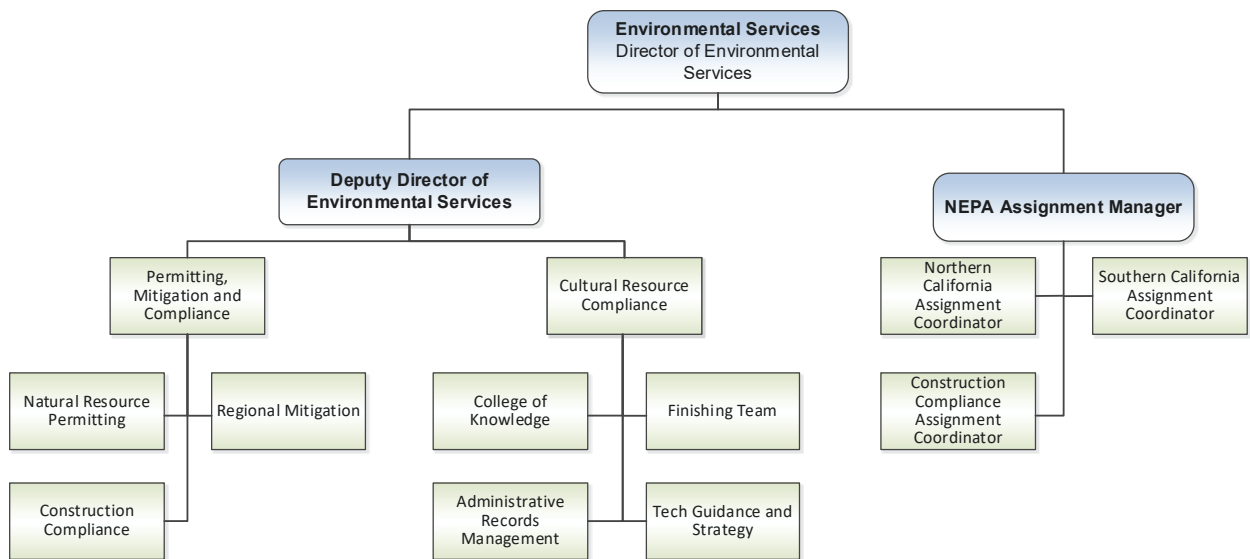 Environmental Services
Director of Environmental
Services
Deputy Director of
Environmental Services
NEPA Assignment Manager
Permitting,
Mitigation and
Compliance
Cultural Resource
Compliance
Northern
California
Assignment
Coordinator
Southern California
Assignment
Coordinator
Natural Resource
Permitting
Regional Mitigation
College of
Knowledge
Finishing Team
Construction
Compliance
Assignment
Coordinator
Construction
Compliance
Administrative
Records
Management
Tech Guidance and
Strategy